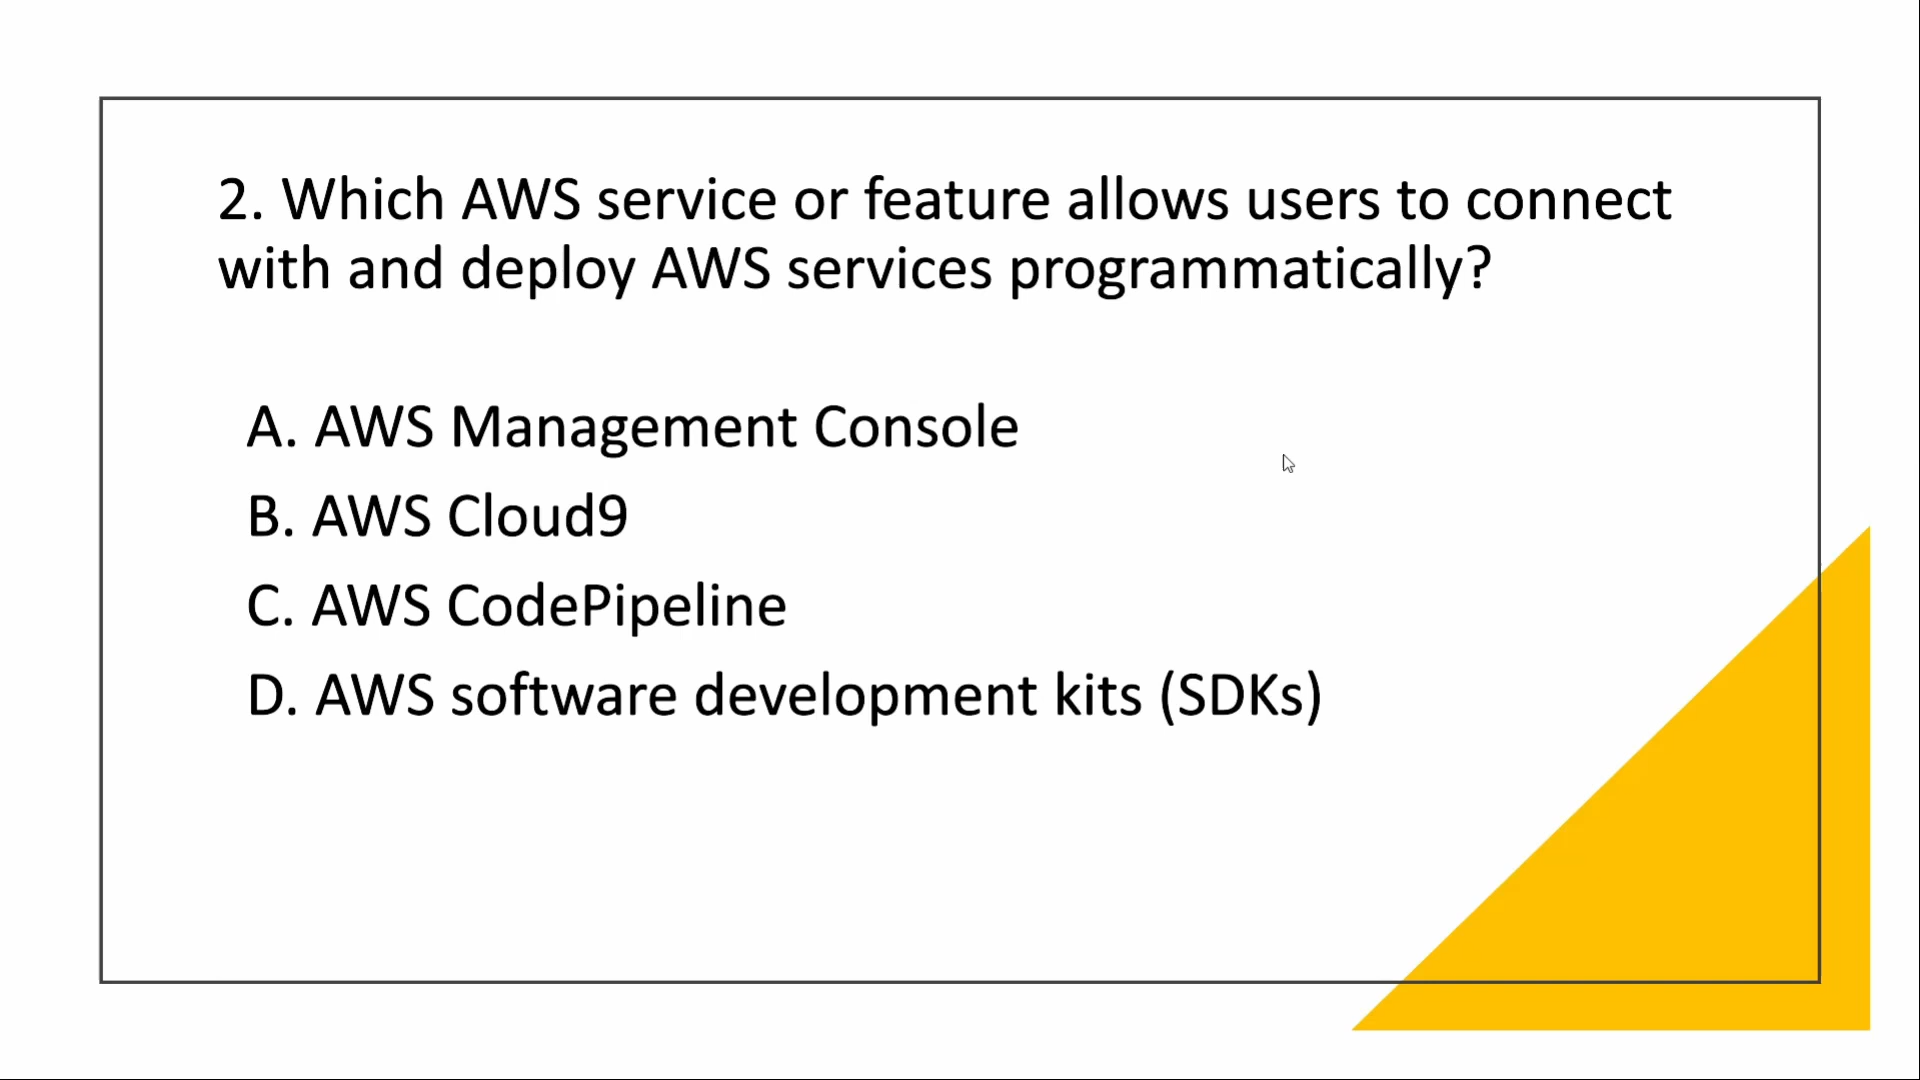 2. Which AWS service or feature allows users to connect
with and deploy AWS services programmatically?
A. AWS Management Console
B. AWS Cloud9
C. AWS CodePipeline
D. AWS software development kits (SDKs)